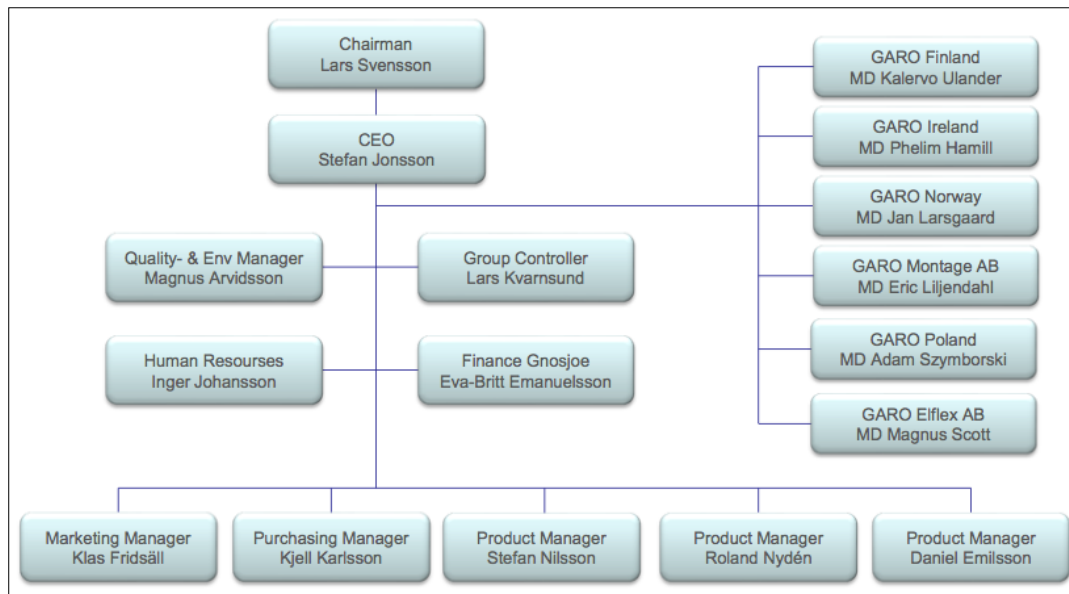 Chairman
Lars Svensson
CEO
Stefan Jonsson
Quality- & Env Manager
Magnus Arvidsson
Group Controller
Lars Kvarnsund
Human Resourses
Inger Johansson
Finance Gnosjoe
Eva-Britt Emanuelsson
GARO Finland
MD Kalervo Ulander
GARO Ireland
MD Phelim Hamill
GARO Norway
MD Jan Larsgaard
GARO Montage AB
MD Eric Liljendahl
GARO Poland
MD Adam Szymborski
GARO Elflex AB
MD Magnus Scott
Marketing Manager
Klas Fridsäll
Purchasing Manager
Kjell Karlsson
Product Manager
Stefan Nilsson
Product Manager
Roland Nydén
Product Manager
Daniel Emilsson